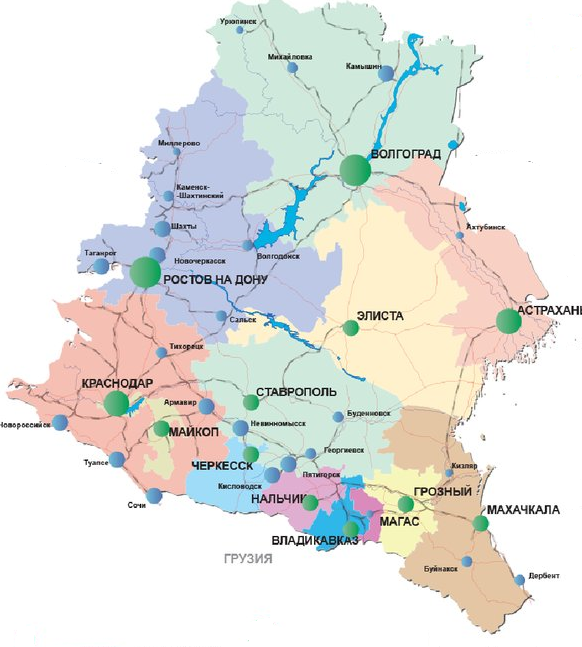 Урюпинск
Михайловка
Камышин
Миллерово
ВОЛГОГРАД
Каменск-
-Шахтинский
Шахты
Ахтубинск
Таганрог
Новочеркасск
Волгодонск
РОСТОВ НА ДОНУ
АСТРАХАНЬ
ЭЛИСТА
Сальск
Тихорецк
КРАСНОДАР
СТАВРОПОЛЬ
Армавир
Буденновск
Новороссийск
Невинномысск
МАЙКОП
Георгиевск
Туапсе
ЧЕРКЕССК
Кизляр
Пятигорск
Кисловодск
ГРОЗНЫЙ
НАЛЬЧИК
Сочи
МАХАЧКАЛА
МАГАС
ВЛАДИКАВКАЗ
ГРУЗИЯ
Буйнакск
Дербент